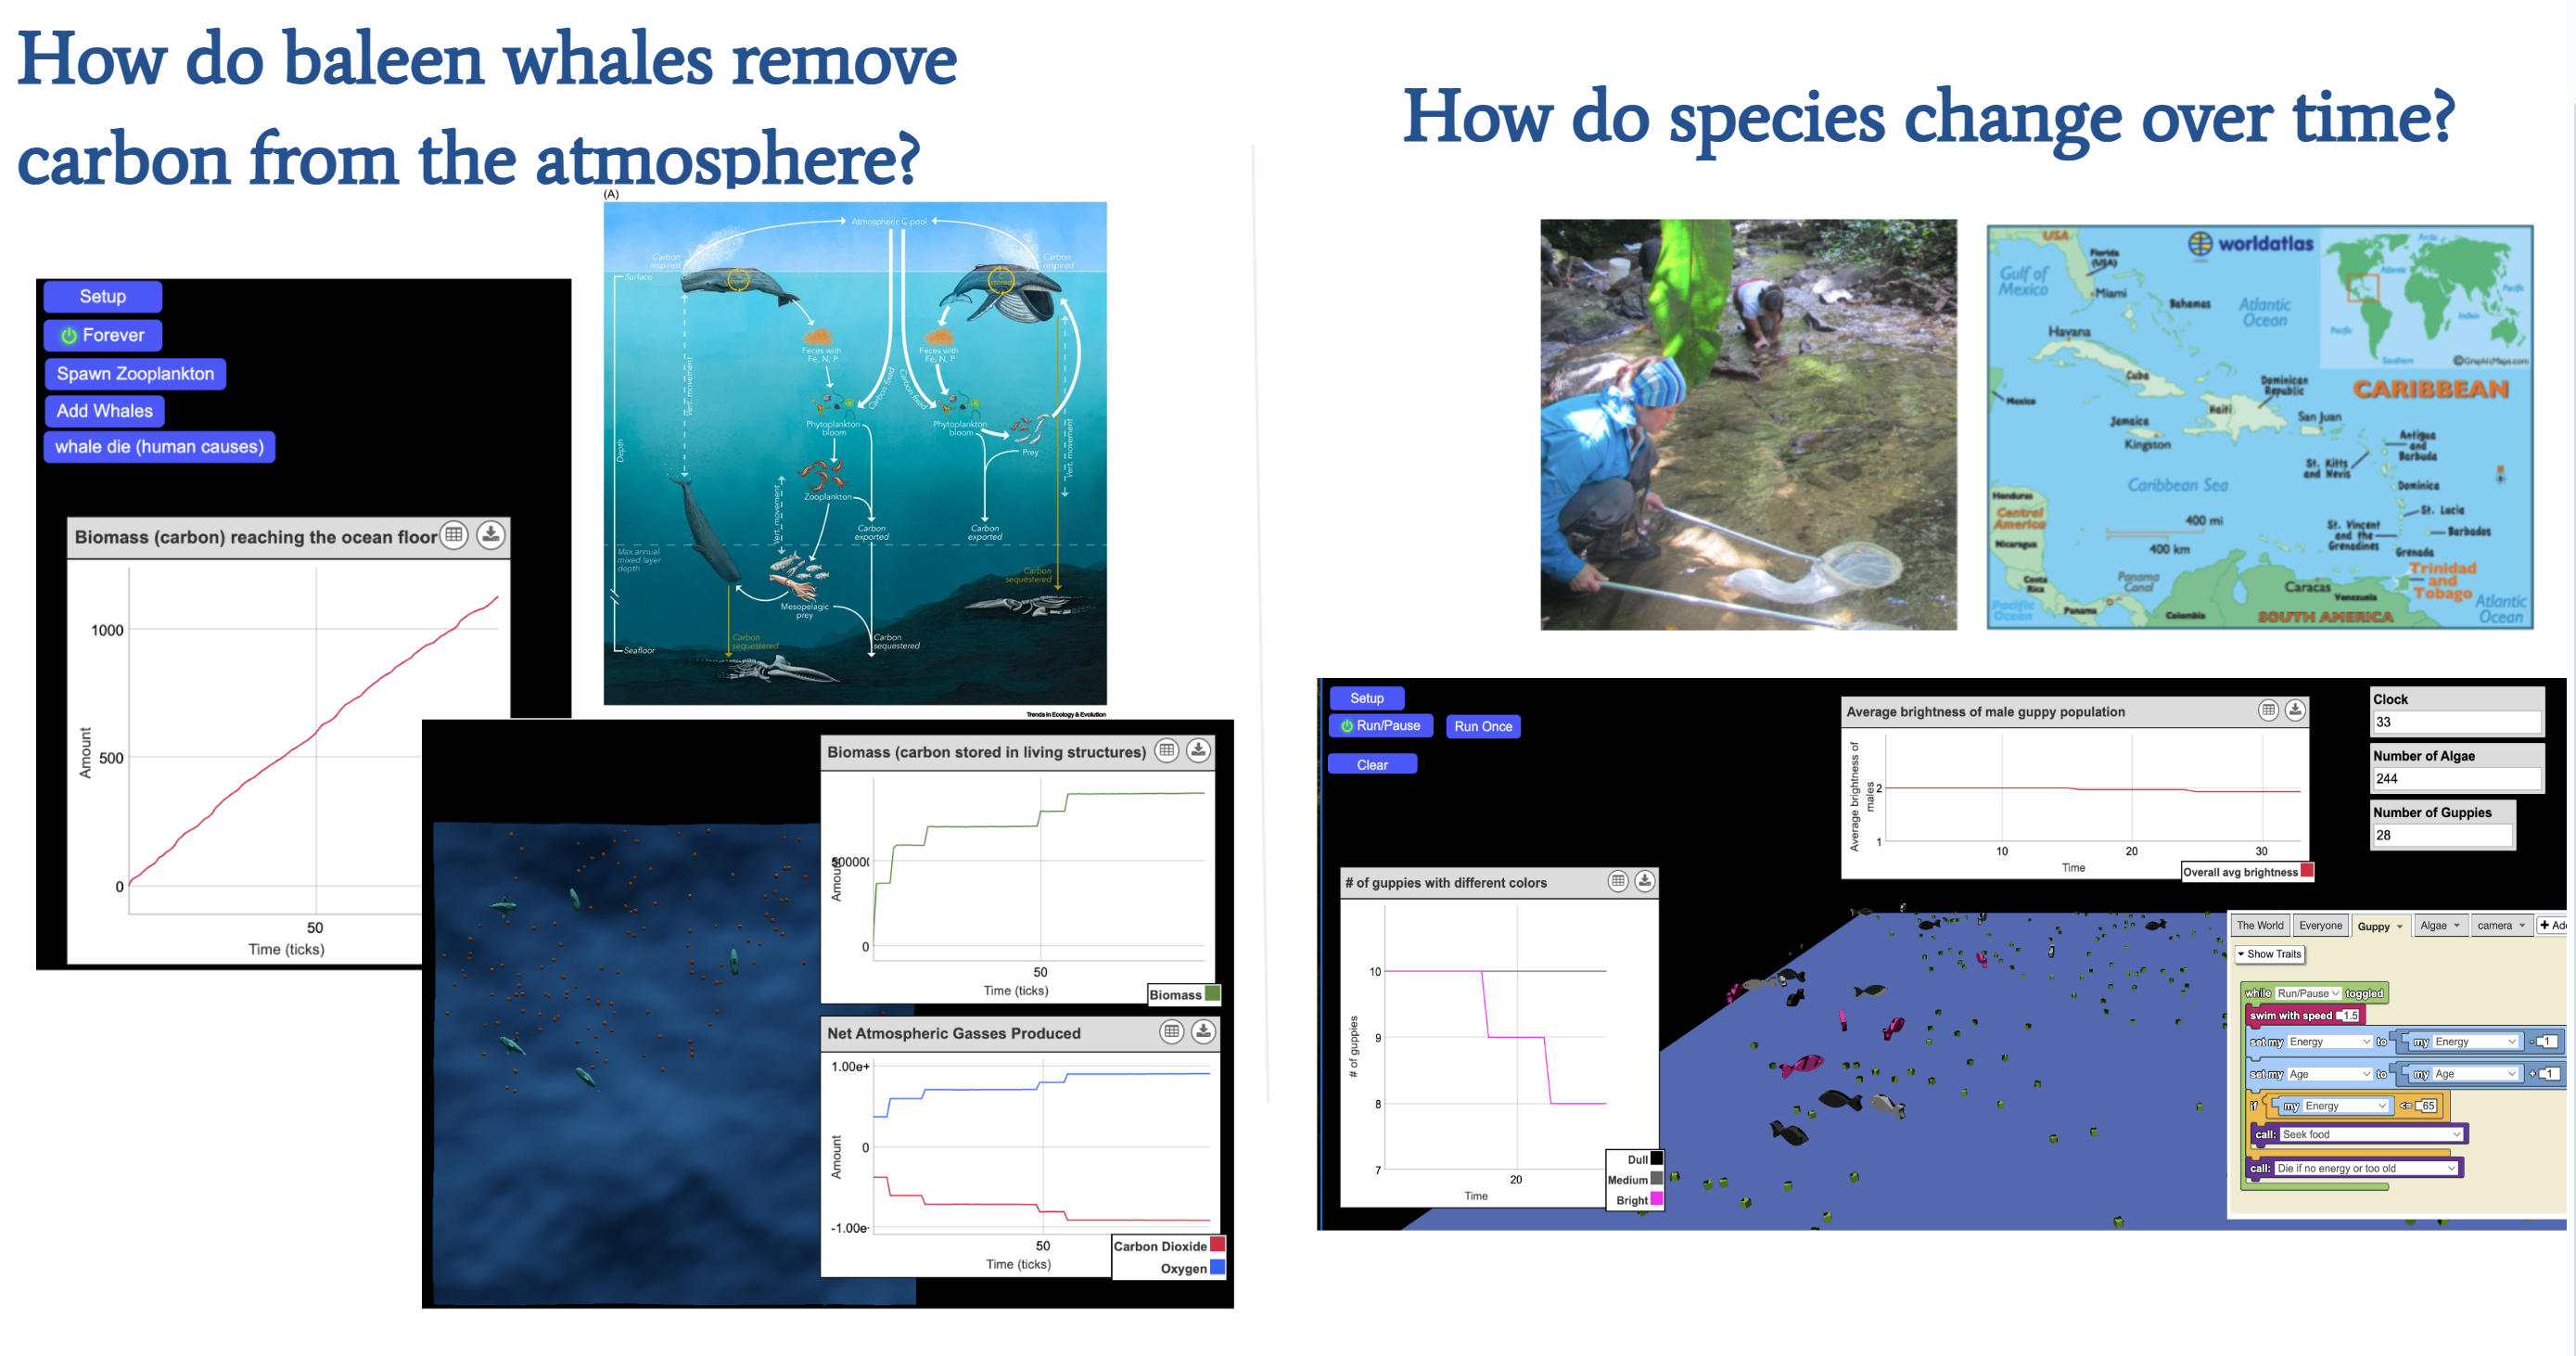 How do baleen whales remove
carbon from the atmosphere?
(A)
Setup
Forever
Spawn Zooplankton
Add Whales
whale die (human causes)
Biomass (carbon) reaching the ocean floor
Amount
1000
500
0
50
Time (ticks)
Atmospheric C pool
Carbon
respired
Carbon
respired
Surface
Feces with
Fe, N, P
Feces with
Fe, N, P
Vert. movement
Carbon fixed
Carbon fixed
Phytoplankton
bloom
Phytoplankton
bloom
Prey
Vert. movement
Depth
Zooplankton
Vert. movement
Carbon
exported
Carbon
exported
Max annual
mixed layer
depth
Carbon
sequestered
Mesopelagic
prey
Carbon
sequestered
Carbon
sequestered
Seafloor
Trends in Ecology & Evolution
Biomass (carbon stored in living structures)
Amount
0
50
Time (ticks)
Biomass
Net Atmospheric Gasses Produced
1.00e+
Amount
0
-1.00e
50
Time (ticks)
Carbon Dioxide
Oxygen
How do species change over time?
USA
Florida
(USA)
Gulf of
Mexico
Miami
Bahamas
Atlantic
Ocean
worldatlas
Arctic
Atlantic
Pacific
Pacific
Indian
Southern
©GraphicMaps.com
Havana
Cuba
Dominican
Republic
CARIBBEAN
Mexico
Jamaica
Kingston
Haiti
San Juan
Antigua
and
Barbuda
St. Kitts
and Nevis
Caribbean Sea
Dominica
Honduras
Central
America
Nicaragua
400 mi
400 km
St. Lucia
St. Vincent
and the
Grenadines
Barbados
Grenada
Costa
Rica
Panama
Canal
Caracas
Venezuela
Trinidad
and
Tobago
Pacific
Ocean
Panama
Colombia
SOUTH AMERICA
Atlantic
Ocean
Setup
Run/Pause
Run Once
Clear
Average brightness of male guppy population
Average brightness of
males
2
1
10
20
30
Time
Overall avg brightness
Clock
33
Number of Algae
244
Number of Guppies
28
# of guppies with different colors
# of guppies
10
9
8
7
20
Time
Dull
Medium
Bright
The World
Everyone
Guppy
Algae
camera
+ Add
Show Traits
while Run/Pause toggled
swim with speed 1.5
set my Energy to my Energy - 1
set my Age to my Age + 1
if my Energy <= 65
call: Seek food
call: Die if no energy or too old